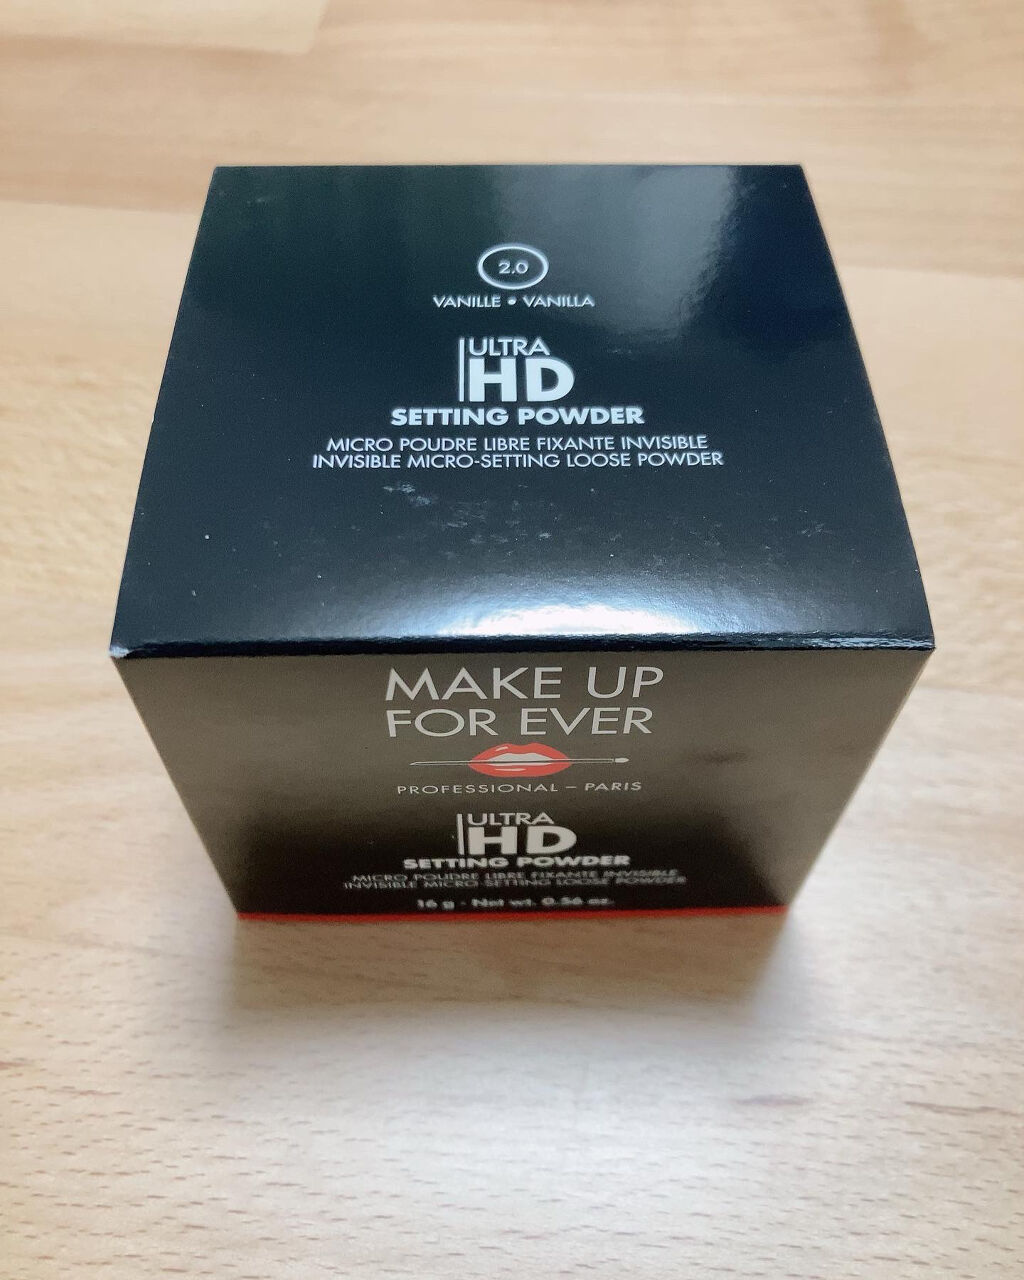 2.0
VANILLE • VANILLA
ULTRA
HD
SETTING POWDER
MICRO POUDRE LIBRE FIXANTE INVISIBLE
INVISIBLE MICRO-SETTING LOOSE POWDER
MAKE UP
FOR EVER
PROFESSIONAL – PARIS
ULTRA
HD
SETTING POWDER
MICRO POUDRE LIBRE FIXANTE INVISIBLE
INVISIBLE MICRO-SETTING LOOSE POWDER
16 g - Net wt. 0.56 oz.